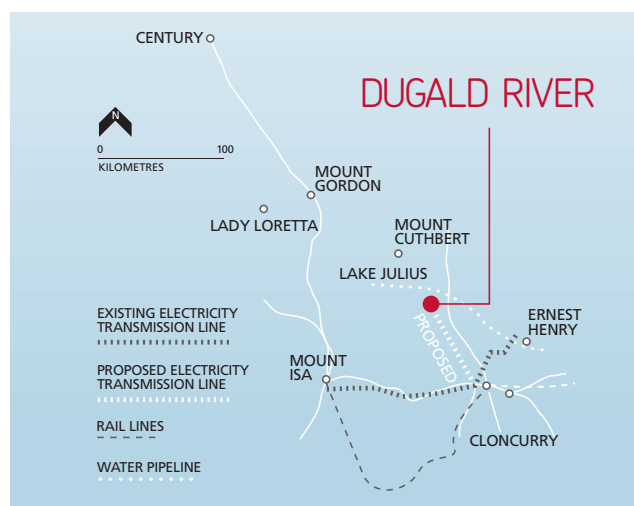 CENTURY
DUGALD RIVER
N
0 100
KILOMETRES
MOUNT
GORDON
LADY LORETTA
MOUNT
CUTHBERT
LAKE JULIUS
EXISTING ELECTRICITY
TRANSMISSION LINE
PROPOSED
ERNEST
HENRY
MOUNT
ISA
PROPOSED ELECTRICITY
TRANSMISSION LINE
RAIL LINES
CLONCURRY
WATER PIPELINE